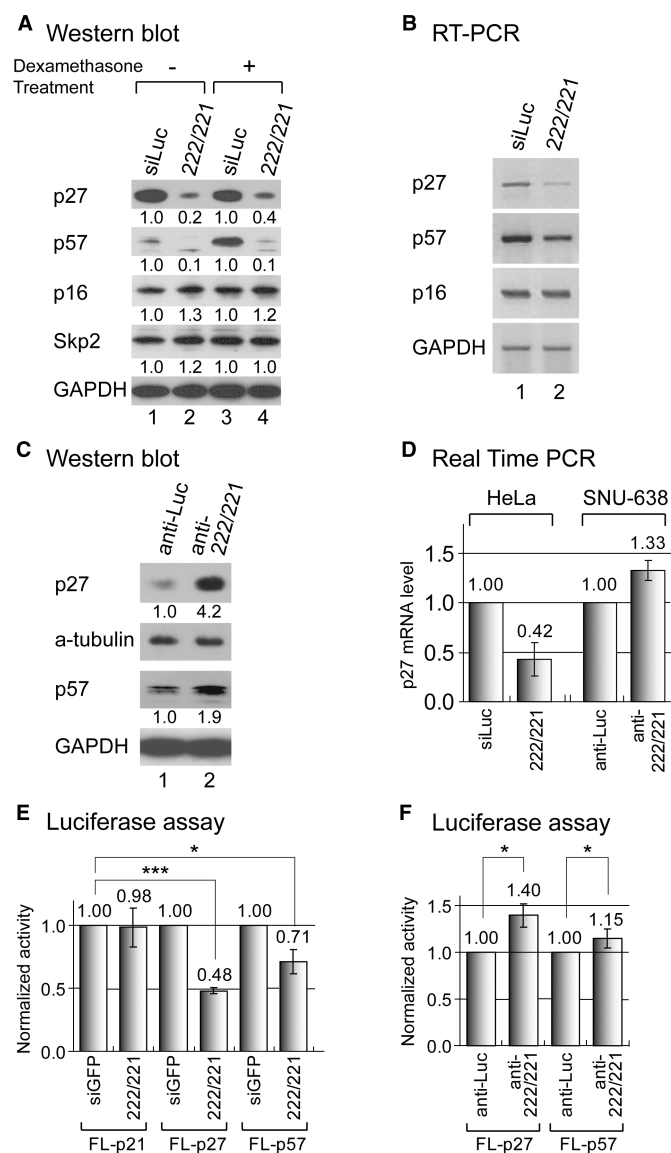 A Western blot
Dexamethasone Treatment - +
siLuc 222/221 siLuc 222/221
p27
1.0 0.2 1.0 0.4
p57
1.0 0.1 1.0 0.1
p16
1.0 1.3 1.0 1.2
Skp2
1.0 1.2 1.0 1.0
GAPDH
1 2 3 4
B RT-PCR
siLuc 222/221
p27
p57
p16
GAPDH
1 2
C Western blot
anti-Luc anti-222/221
p27
1.0 4.2
a-tubulin
p57
1.0 1.9
GAPDH
1 2
D Real Time PCR
HeLa SNU-638
p27 mRNA level
1.5
1.0
0.5
0.0
1.00 0.42 1.00 1.33
siLuc 222/221 anti-Luc anti-222/221
E Luciferase assay
*
***
Normalized activity
1.0
0.5
0.0
1.00 0.98 1.00 0.48 1.00 0.71
siGFP 222/221 siGFP 222/221 siGFP 222/221
FL-p21 FL-p27 FL-p57
F Luciferase assay
* *
Normalized activity
1.5
1.0
0.5
0.0
1.00 1.40 1.00 1.15
anti-Luc anti-222/221 anti-Luc anti-222/221
FL-p27 FL-p57